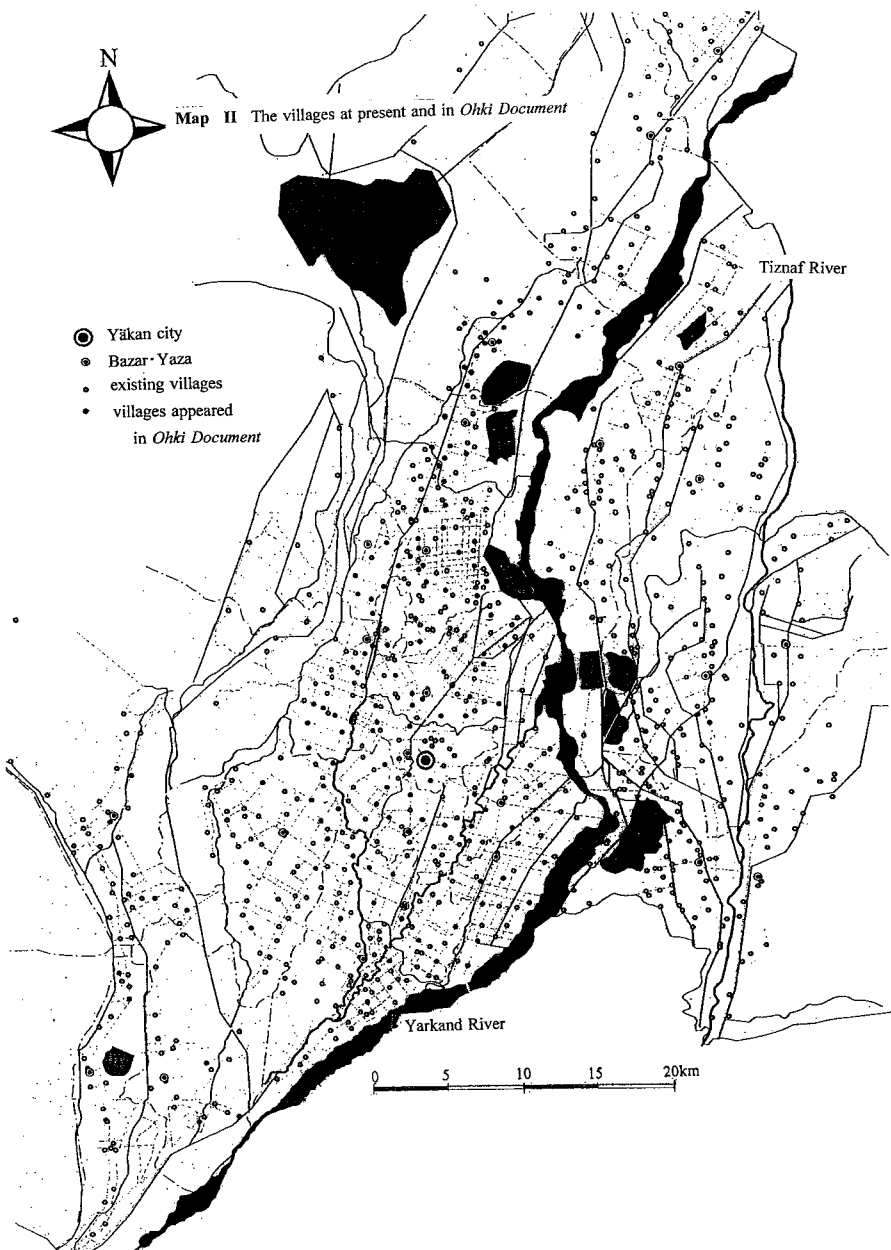 N
Map II The villages at present and in Ohki Document
Tiznaf River
Yäkan city
Bazar·Yaza
existing villages
villages appeared
in Ohki Document
Yarkand River
0 5 10 15 20km